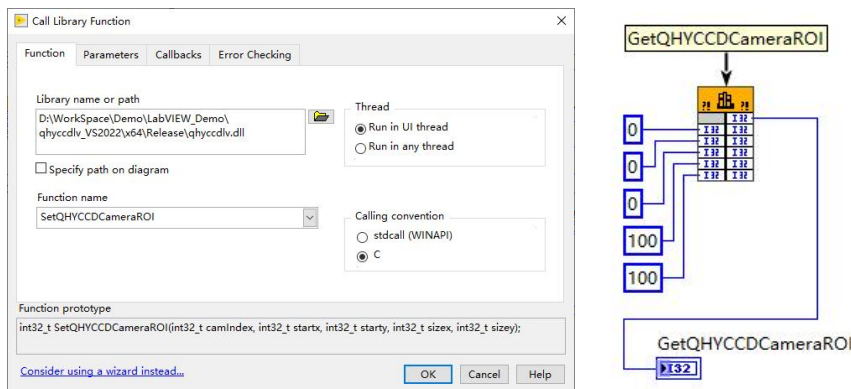 Call Library Function
Function Parameters Callbacks Error Checking
Library name or path
D:\WorkSpace\Demo\LabVIEW_Demo\
qhyccdlv_VS2022\x64\Release\qhyccdlv.dll
Specify path on diagram
Function name
SetQHYCCDCameraROI
Thread
Run in UI thread
Run in any thread
Calling convention
stdcall (WINAPI)
C
Function prototype
int32_t SetQHYCCDCameraROI(int32_t camIndex, int32_t startx, int32_t starty, int32_t sizex, int32_t sizey);
Consider using a wizard instead...
OK Cancel Help
GetQHYCCDCameraROI
?! ?!
I32
I32 I32
I32 I32
I32 I32
I32 I32
I32 I32
0
0
0
100
100
GetQHYCCDCameraROI
I32